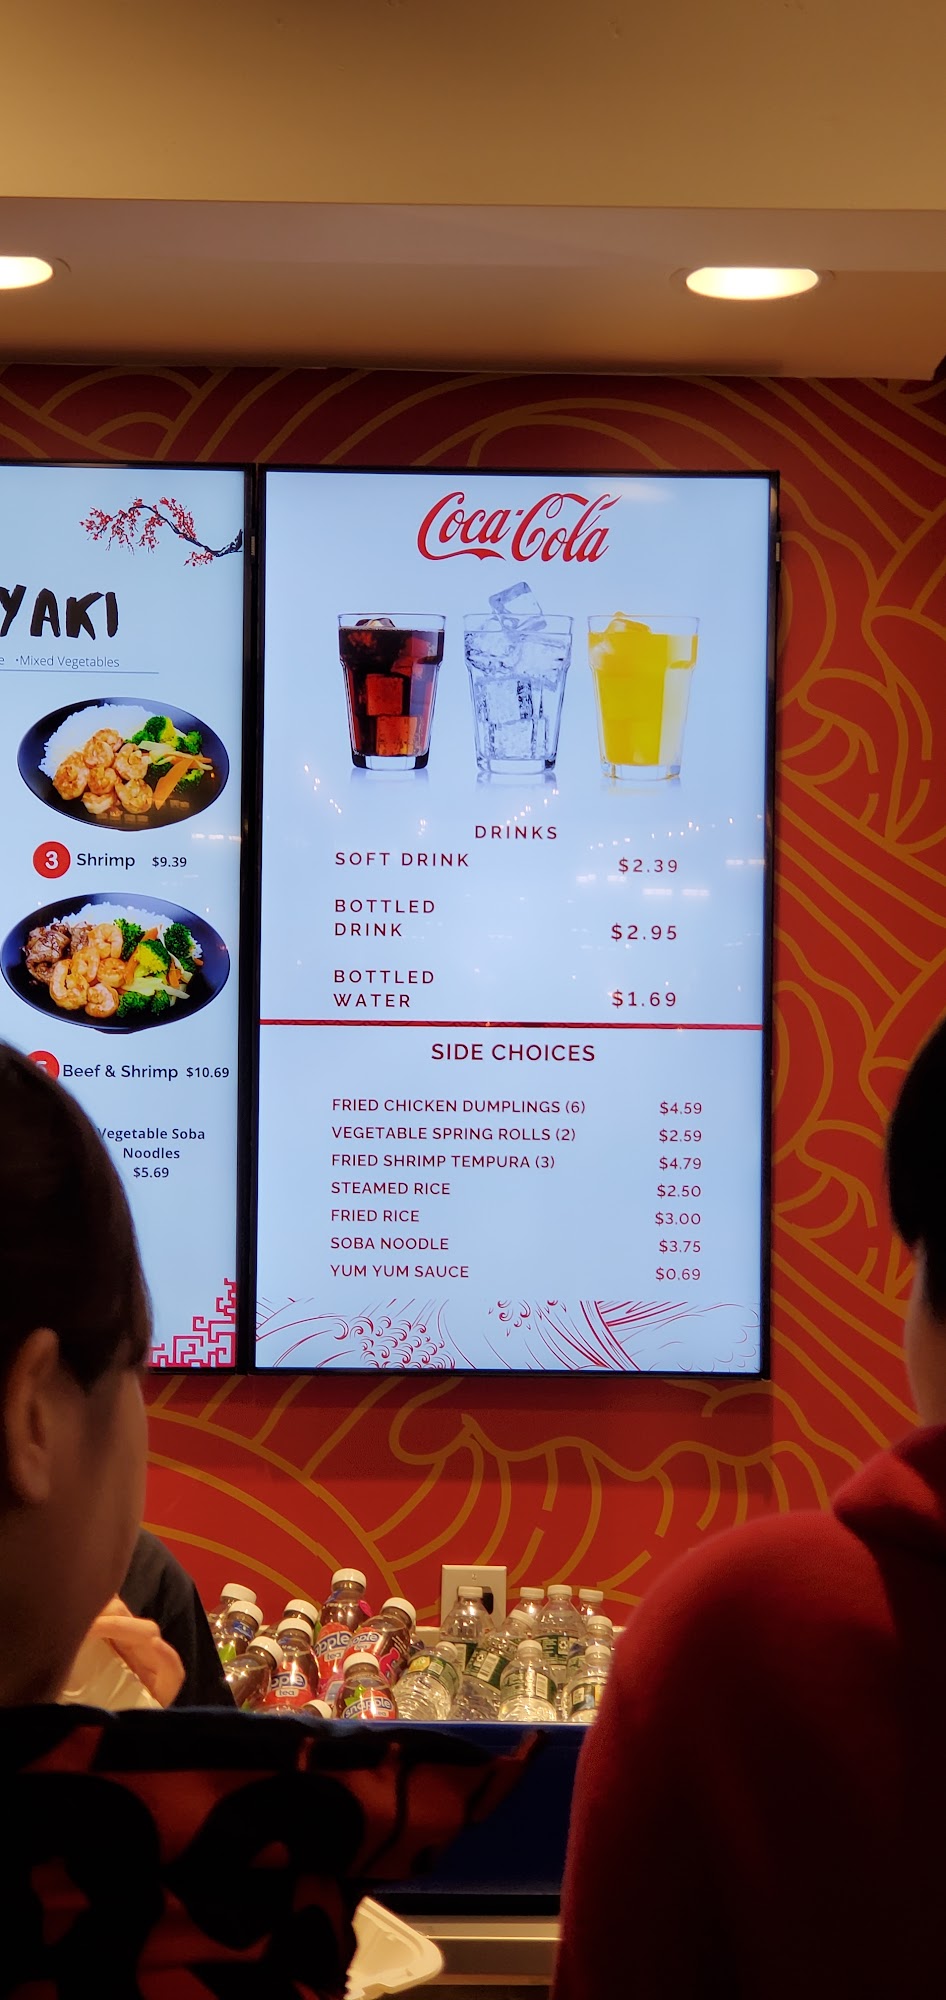 YAKI
•Mixed Vegetables
3 Shrimp $9.39
Beef & Shrimp $10.69
Vegetable Soba
Noodles
$5.69
Coca-Cola
DRINKS
SOFT DRINK $2.39
BOTTLED
DRINK $2.95
BOTTLED
WATER $1.69
SIDE CHOICES
FRIED CHICKEN DUMPLINGS (6) $4.59
VEGETABLE SPRING ROLLS (2) $2.59
FRIED SHRIMP TEMPURA (3) $4.79
STEAMED RICE $2.50
FRIED RICE $3.00
SOBA NOODLE $3.75
YUM YUM SAUCE $0.69
Snapple